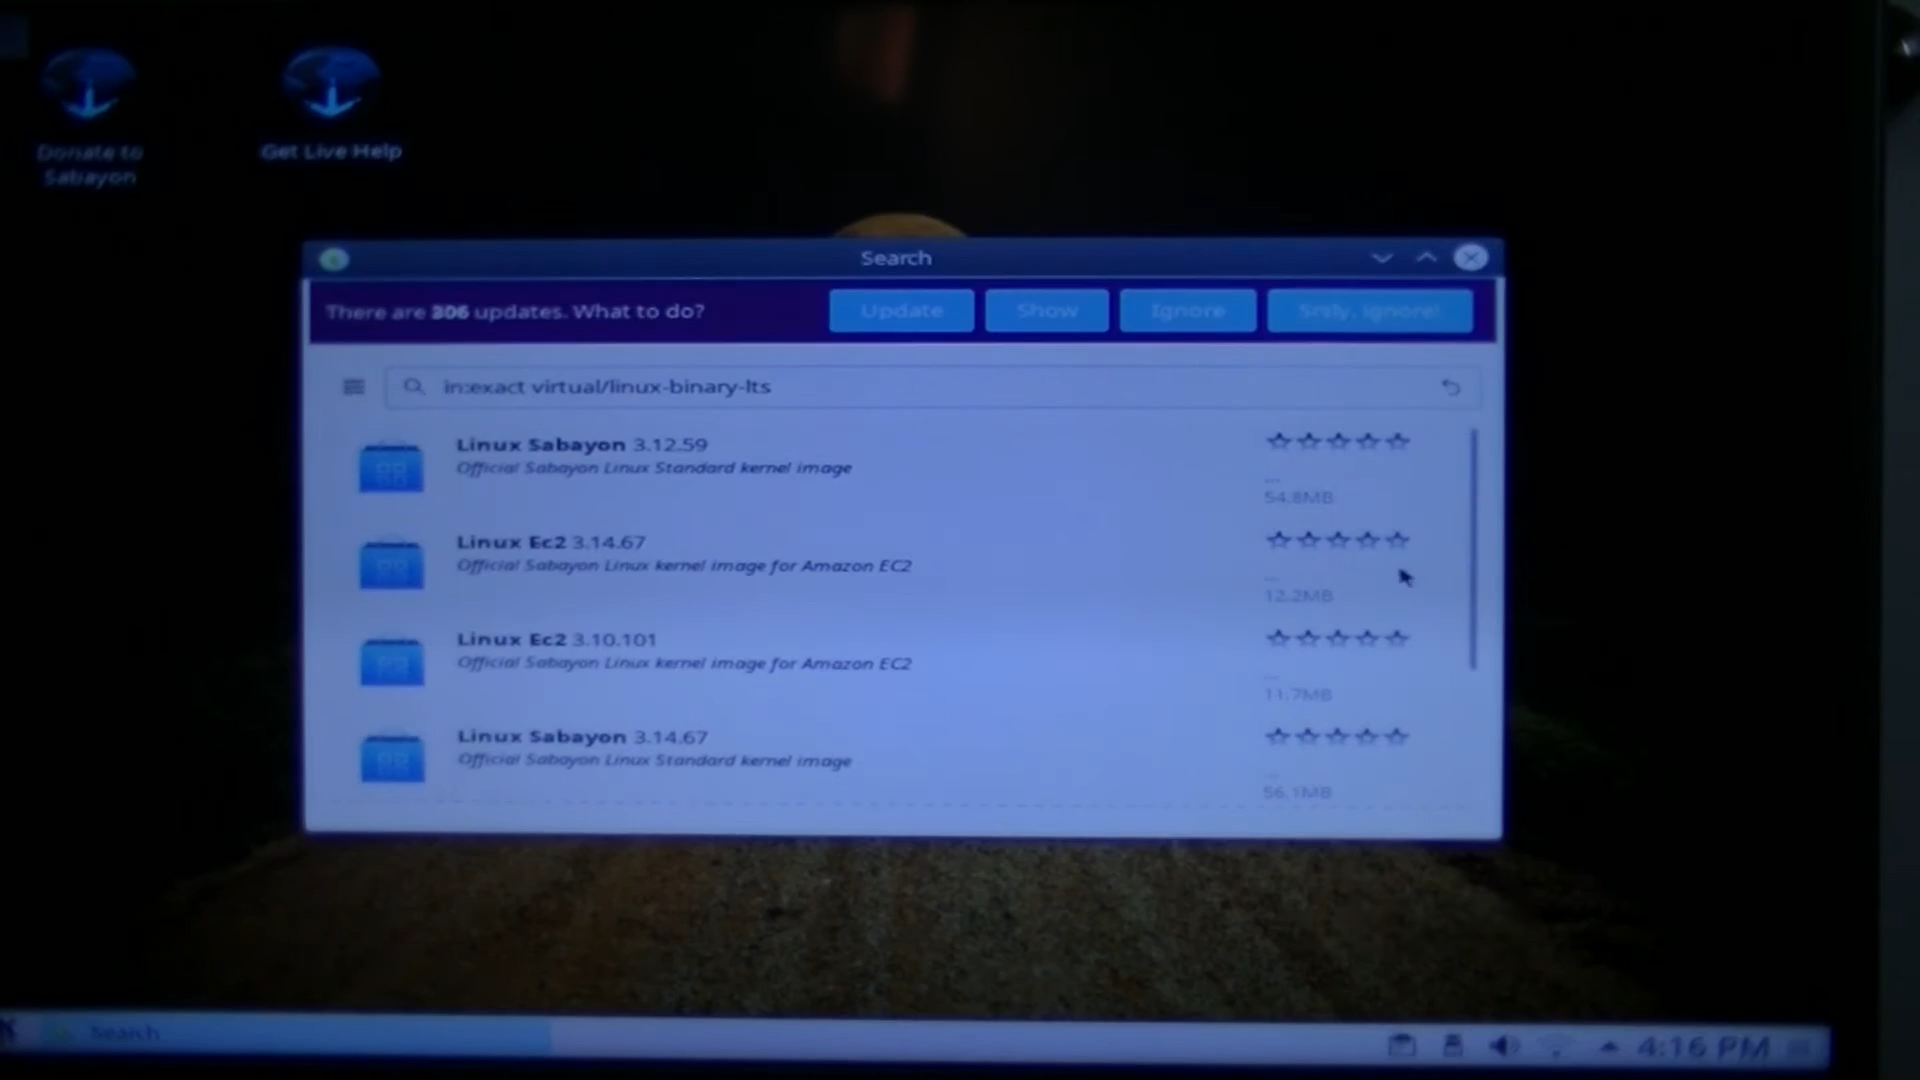 Donate to
Sabayon
Get Live Help
Search
There are 306 updates. What to do?
Update
Show
Ignore
Srsly, ignore!
in:exact virtual/linux-binary-lts
Linux Sabayon 3.12.59
Official Sabayon Linux Standard kernel image
...
54.8MB
Linux Ec2 3.14.67
Official Sabayon Linux kernel image for Amazon EC2
...
12.2MB
Linux Ec2 3.10.101
Official Sabayon Linux kernel image for Amazon EC2
...
11.7MB
Linux Sabayon 3.14.67
Official Sabayon Linux Standard kernel image
...
56.1MB
Search
4:16 PM